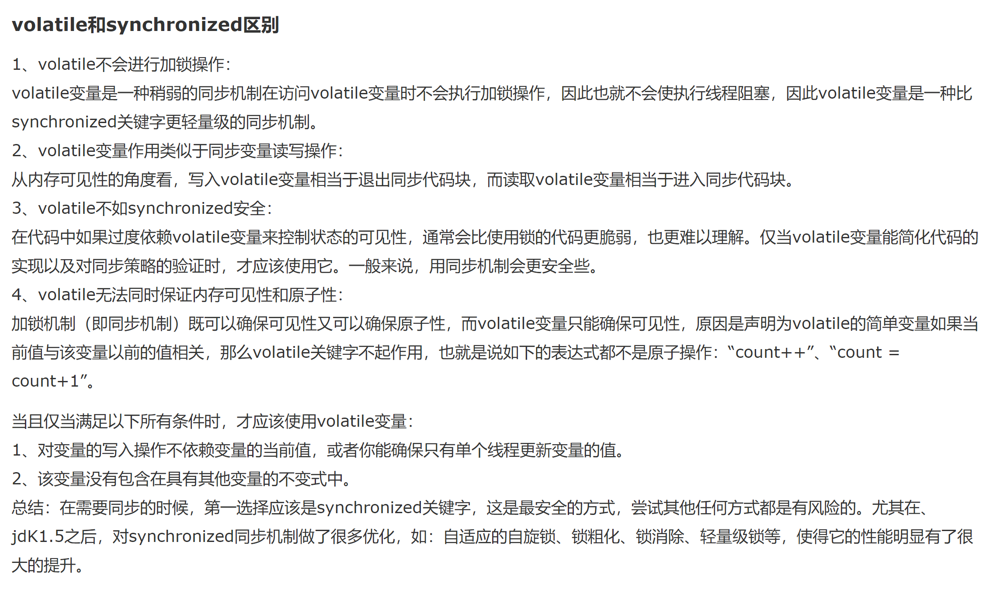 volatile和synchronized区别
1、volatile不会进行加锁操作：
volatile变量是一种稍弱的同步机制在访问volatile变量时不会执行加锁操作，因此也就不会使执行线程阻塞，因此volatile变量是一种比
synchronized关键字更轻量级的同步机制。
2、volatile变量作用类似于同步变量读写操作：
从内存可见性的角度看，写入volatile变量相当于退出同步代码块，而读取volatile变量相当于进入同步代码块。
3、volatile不如synchronized安全：
在代码中如果过度依赖volatile变量来控制状态的可见性，通常会比使用锁的代码更脆弱，也更难以理解。仅当volatile变量能简化代码的
实现以及对同步策略的验证时，才应该使用它。一般来说，用同步机制会更安全些。
4、volatile无法同时保证内存可见性和原子性：
加锁机制（即同步机制）既可以确保可见性又可以确保原子性，而volatile变量只能确保可见性，原因是声明为volatile的简单变量如果当
前值与该变量以前的值相关，那么volatile关键字不起作用，也就是说如下的表达式都不是原子操作：“count++”、“count =
count+1”。
当且仅当满足以下所有条件时，才应该使用volatile变量：
1、对变量的写入操作不依赖变量的当前值，或者你能确保只有单个线程更新变量的值。
2、该变量没有包含在具有其他变量的不变式中。
总结：在需要同步的时候，第一选择应该是synchronized关键字，这是最安全的方式，尝试其他任何方式都是有风险的。尤其在、
jdK1.5之后，对synchronized同步机制做了很多优化，如：自适应的自旋锁、锁粗化、锁消除、轻量级锁等，使得它的性能明显有了很
大的提升。